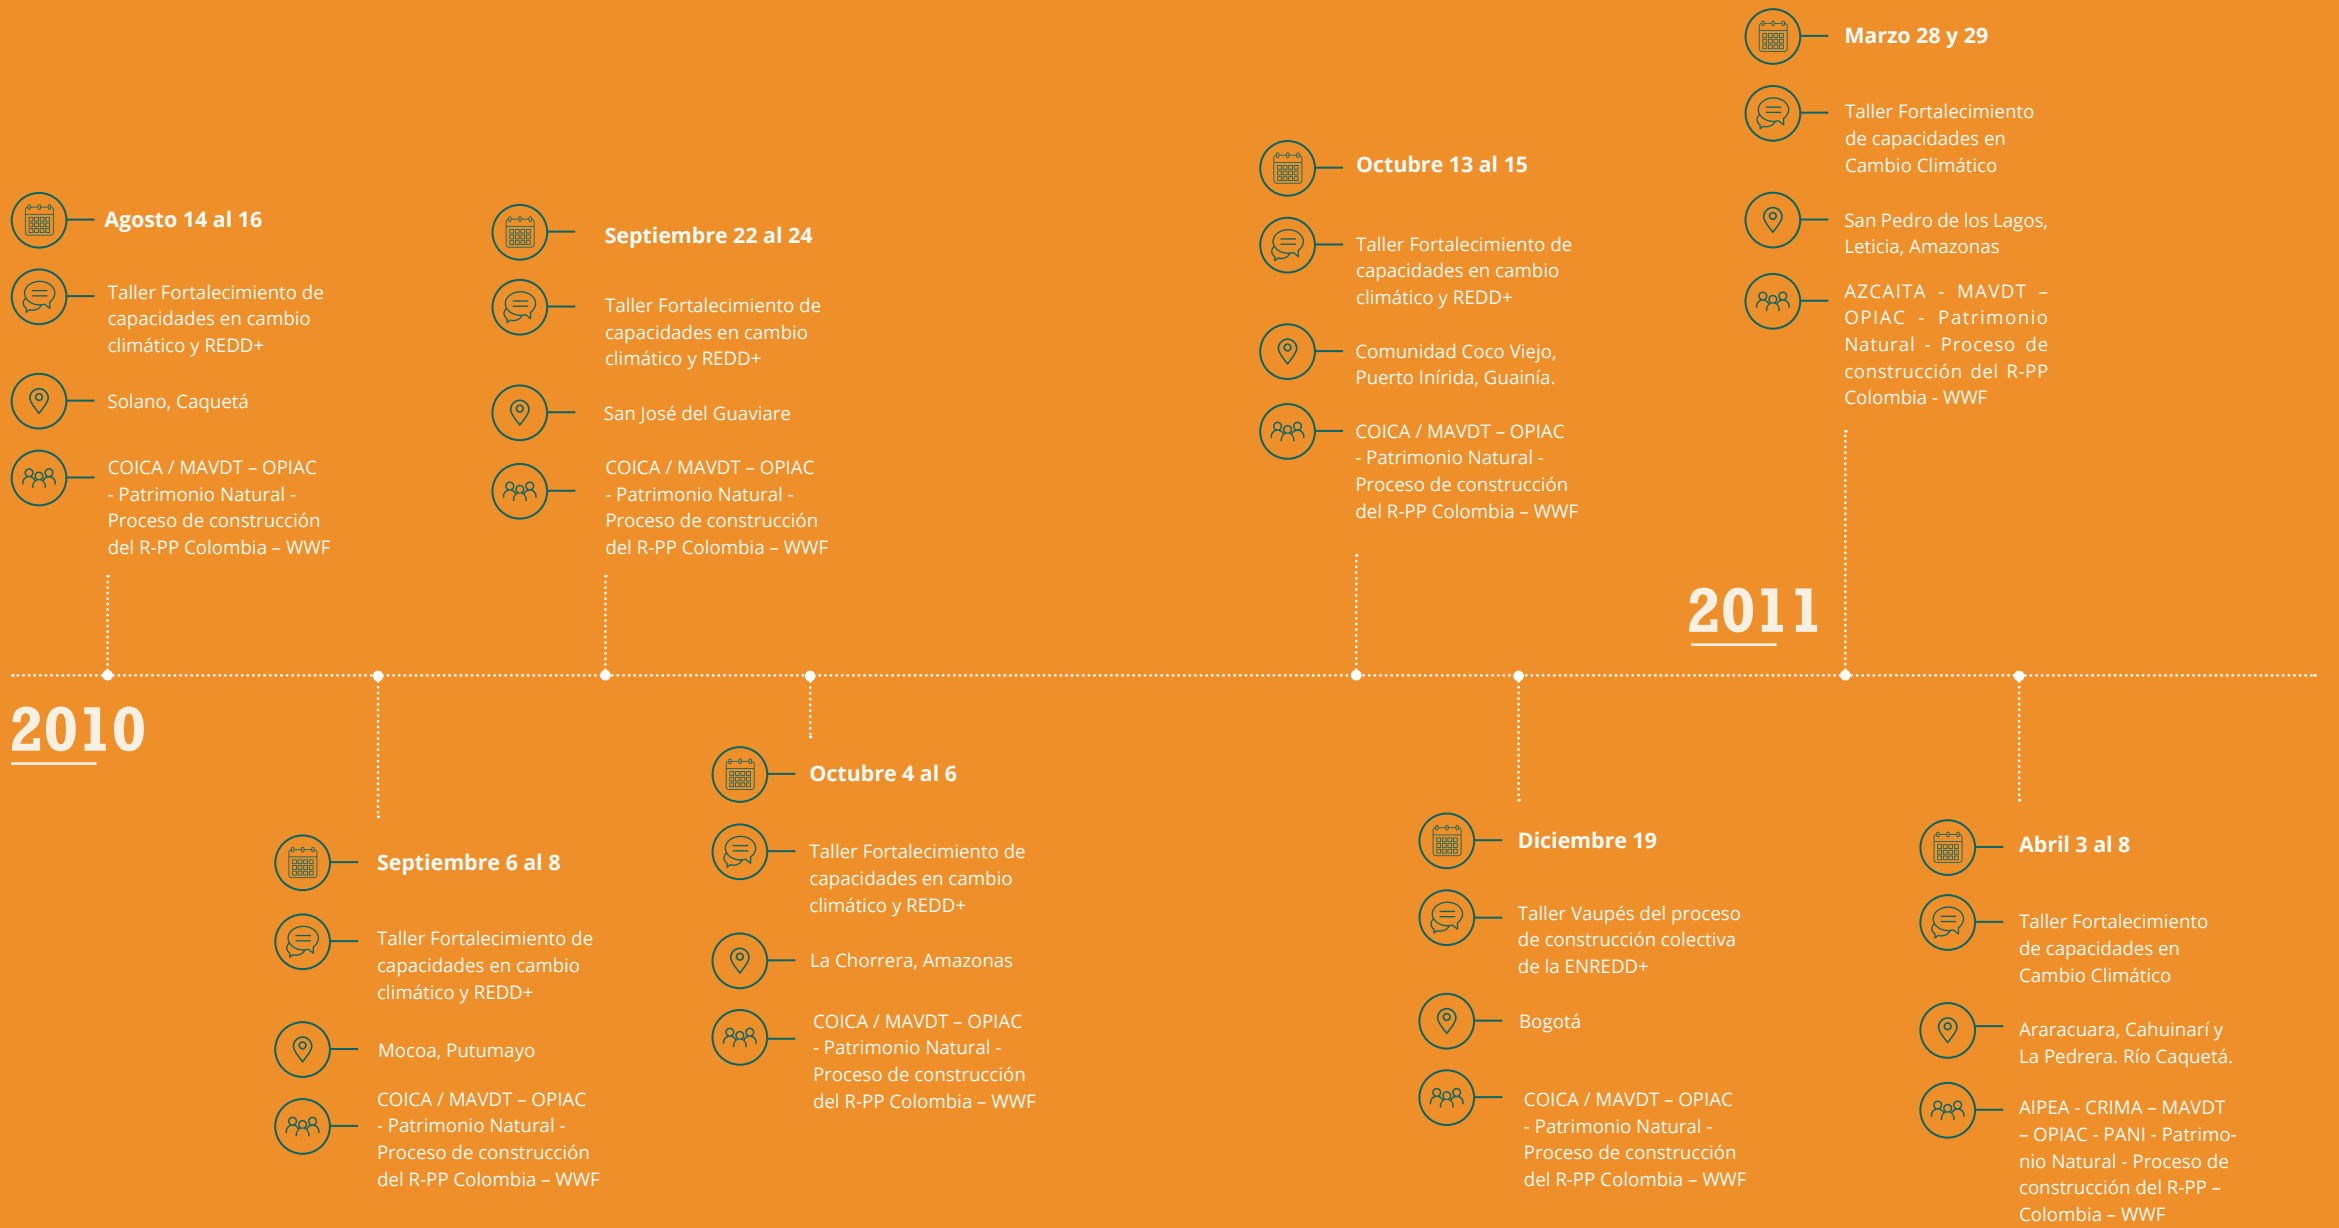 2010
Agosto 14 al 16
Taller Fortalecimiento de
capacidades en cambio
climático y REDD+
Solano, Caquetá
COICA / MAVDT – OPIAC
- Patrimonio Natural -
Proceso de construcción
del R-PP Colombia – WWF
Septiembre 6 al 8
Taller Fortalecimiento de
capacidades en cambio
climático y REDD+
Mocoa, Putumayo
COICA / MAVDT – OPIAC
- Patrimonio Natural -
Proceso de construcción
del R-PP Colombia – WWF
Septiembre 22 al 24
Taller Fortalecimiento de
capacidades en cambio
climático y REDD+
San José del Guaviare
COICA / MAVDT – OPIAC
- Patrimonio Natural -
Proceso de construcción
del R-PP Colombia – WWF
Octubre 4 al 6
Taller Fortalecimiento de
capacidades en cambio
climático y REDD+
La Chorrera, Amazonas
COICA / MAVDT – OPIAC
- Patrimonio Natural -
Proceso de construcción
del R-PP Colombia – WWF
Octubre 13 al 15
Taller Fortalecimiento de
capacidades en cambio
climático y REDD+
Comunidad Coco Viejo,
Puerto Inírida, Guainía.
COICA / MAVDT – OPIAC
- Patrimonio Natural -
Proceso de construcción
del R-PP Colombia – WWF
Diciembre 19
Taller Vaupés del proceso
de construcción colectiva
de la ENREDD+
Bogotá
COICA / MAVDT – OPIAC
- Patrimonio Natural -
Proceso de construcción
del R-PP Colombia – WWF
2011
Marzo 28 y 29
Taller Fortalecimiento
de capacidades en
Cambio Climático
San Pedro de los Lagos,
Leticia, Amazonas
AZCAITA - MAVDT –
OPIAC - Patrimonio
Natural - Proceso de
construcción del R-PP
Colombia - WWF
Abril 3 al 8
Taller Fortalecimiento
de capacidades en
Cambio Climático
Araracuara, Cahuinarí y
La Pedrera. Río Caquetá.
AIPEA - CRIMA – MAVDT
– OPIAC - PANI - Patrimo-
nio Natural - Proceso de
construcción del R-PP –
Colombia – WWF